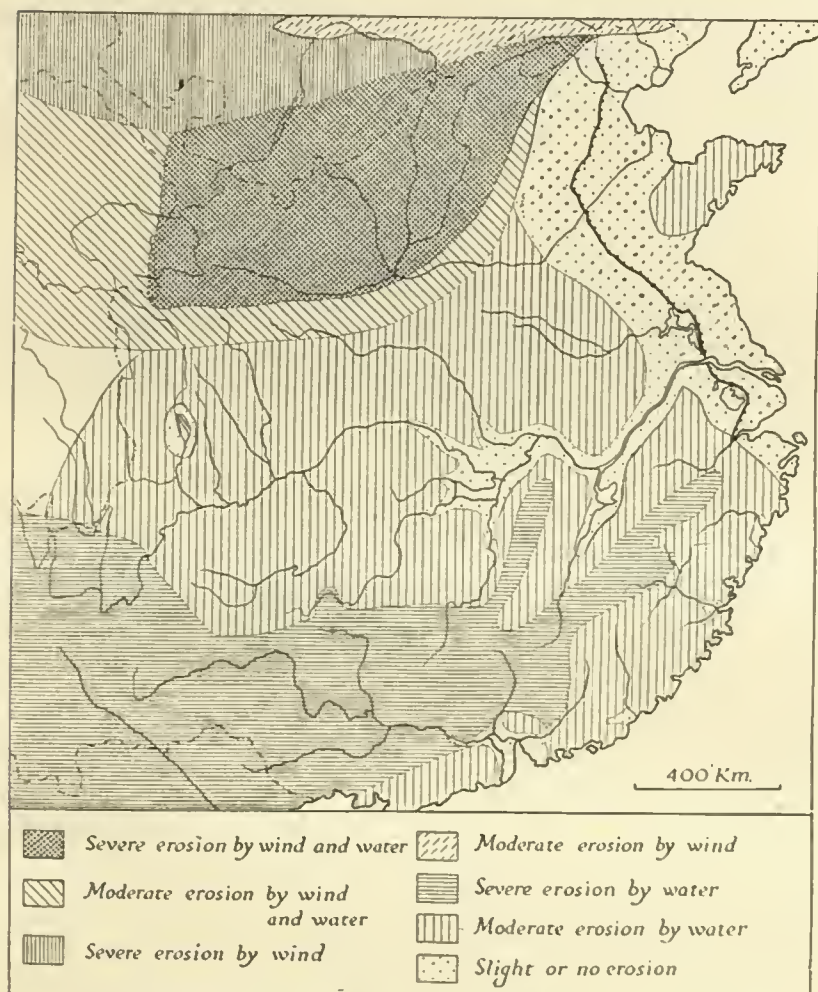 400 Km.
Severe erosion by wind and water
Moderate erosion by wind
and water
Severe erosion by wind
Moderate erosion by wind
Severe erosion by water
Moderate erosion by water
Slight or no erosion